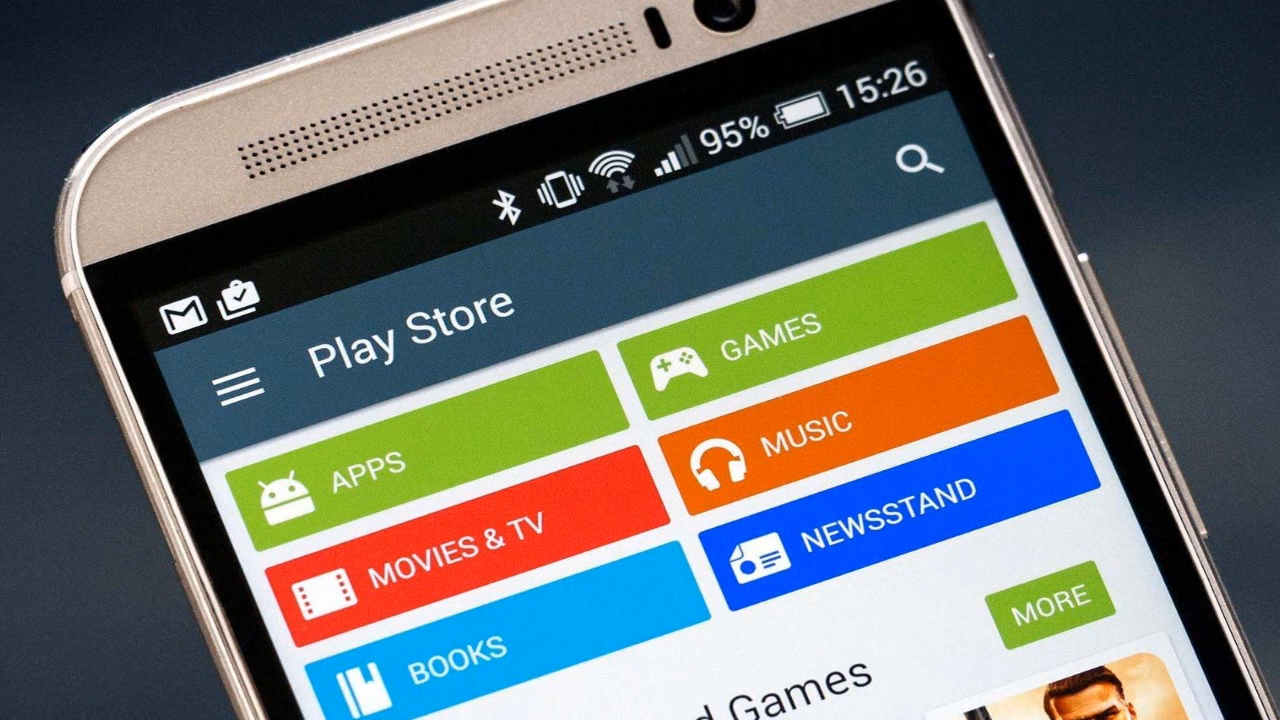 95% 15:26
Play Store
APPS
GAMES
MOVIES & TV
MUSIC
BOOKS
NEWSSTAND
MORE
d Games